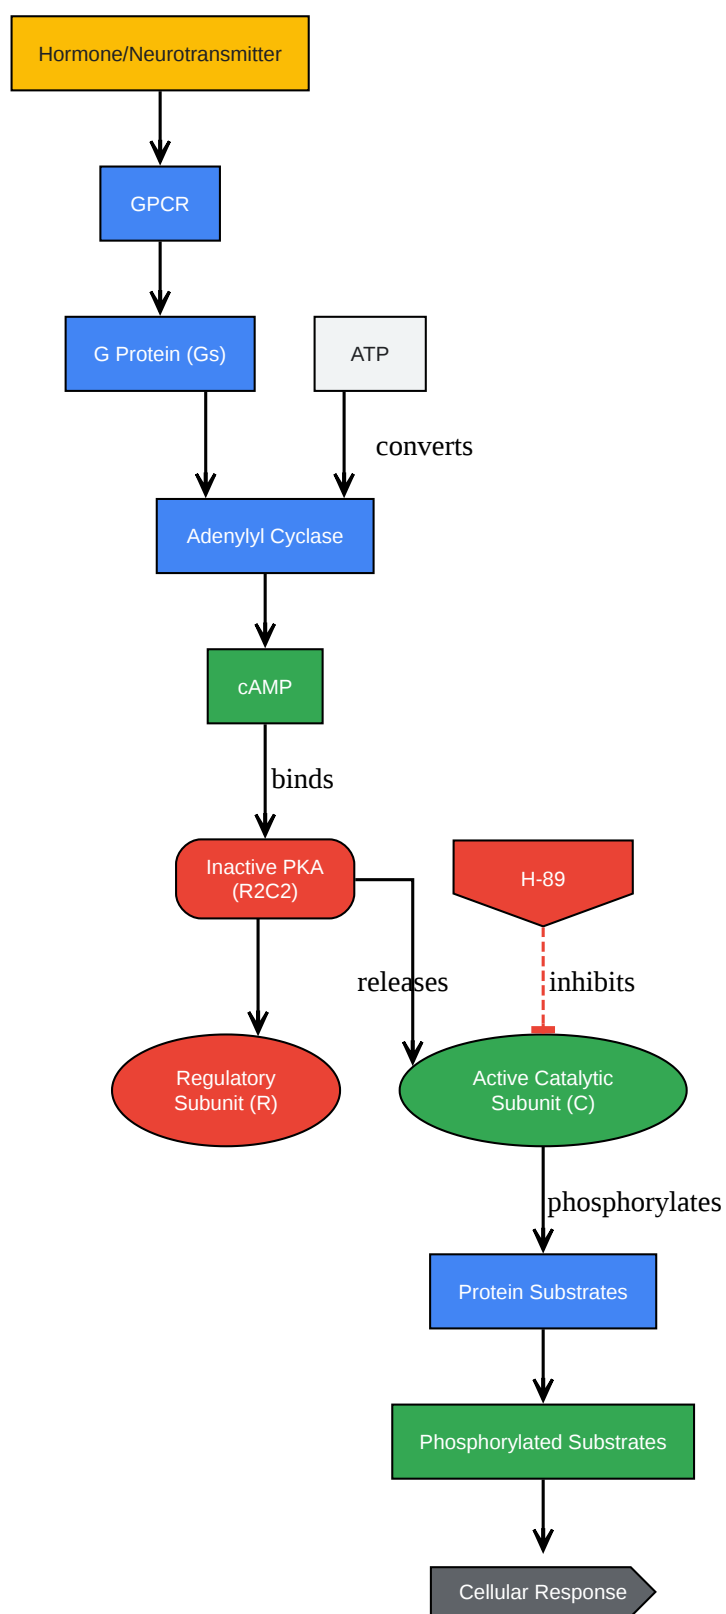 Hormone/Neurotransmitter
GPCR
G Protein (Gs)
ATP
converts
Adenylyl Cyclase
cAMP
binds
Inactive PKA
(R2C2)
H-89
releases
inhibits
Regulatory
Subunit (R)
Active Catalytic
Subunit (C)
phosphorylates
Protein Substrates
Phosphorylated Substrates
Cellular Response